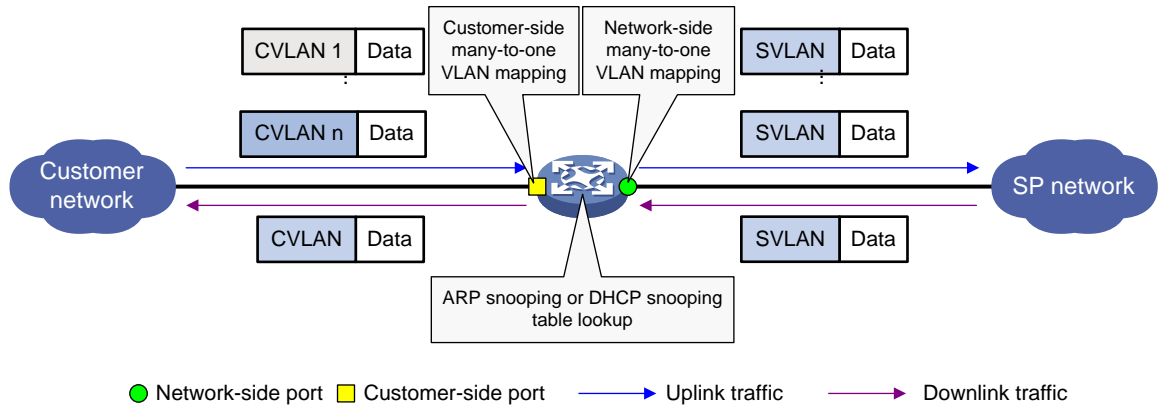 CVLAN 1 Data
Customer-side
many-to-one
VLAN mapping
Network-side
many-to-one
VLAN mapping
SVLAN Data
⋮
⋮
CVLAN n Data
SVLAN Data
Customer
network
SP network
CVLAN Data
SVLAN Data
ARP snooping or DHCP snooping
table lookup
Network-side port
Customer-side port
Uplink traffic
Downlink traffic